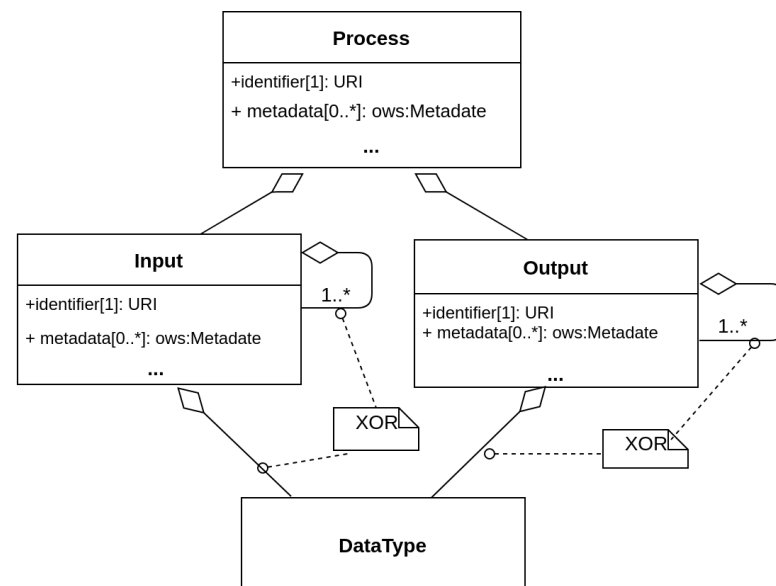 Process
+identifier[1]: URI
+ metadata[0..*]: ows:Metadate
...
Input
+identifier[1]: URI
+ metadata[0..*]: ows:Metadate
...
1..*
Output
+identifier[1]: URI
+ metadata[0..*]: ows:Metadate
...
1..*
XOR
XOR
DataType